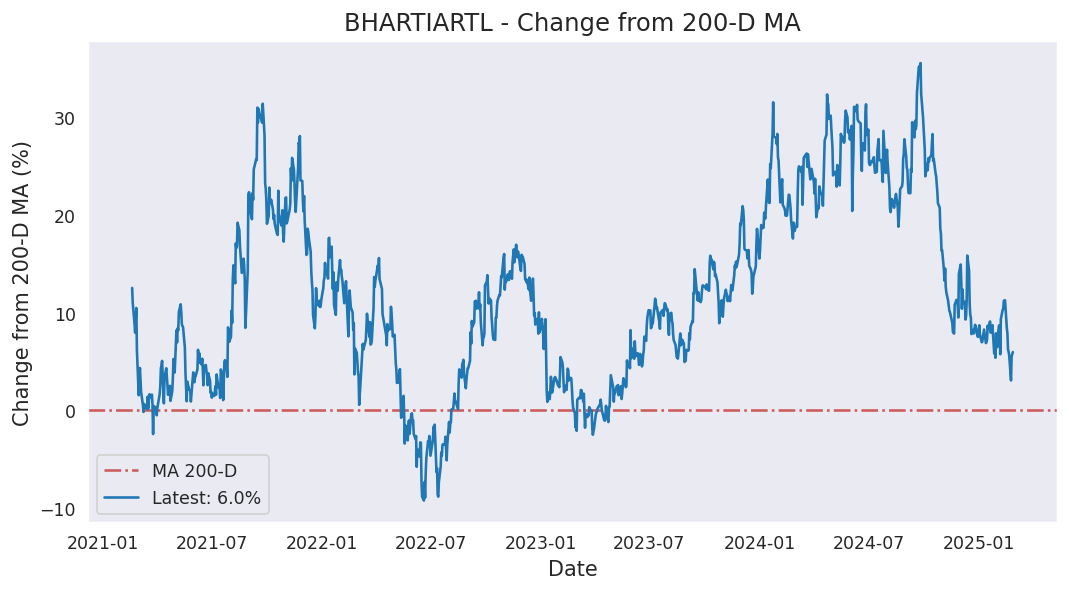 BHARTIARTL - Change from 200-D MA
Change from 200-D MA (%)
30
20
10
0
−10
MA 200-D
Latest: 6.0%
2021-01 2021-07 2022-01 2022-07 2023-01 2023-07 2024-01 2024-07 2025-01
Date